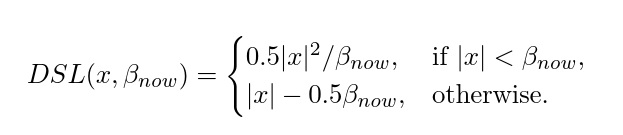 DSL(x, β_now) = { 0.5|x|²/β_now, if |x| < β_now,
|x| − 0.5β_now, otherwise.